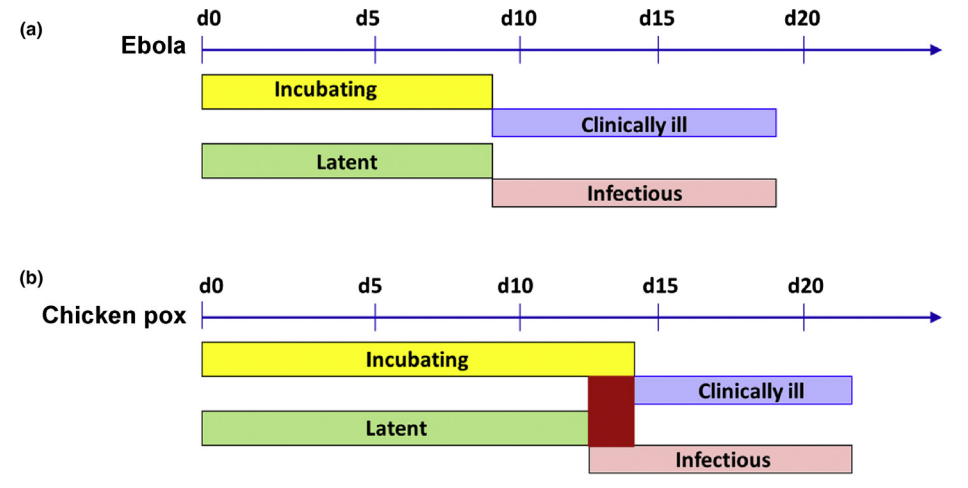 (a)
d0 d5 d10 d15 d20
Ebola
Incubating
Clinically ill
Latent
Infectious
(b)
d0 d5 d10 d15 d20
Chicken pox
Incubating
Clinically ill
Latent
Infectious